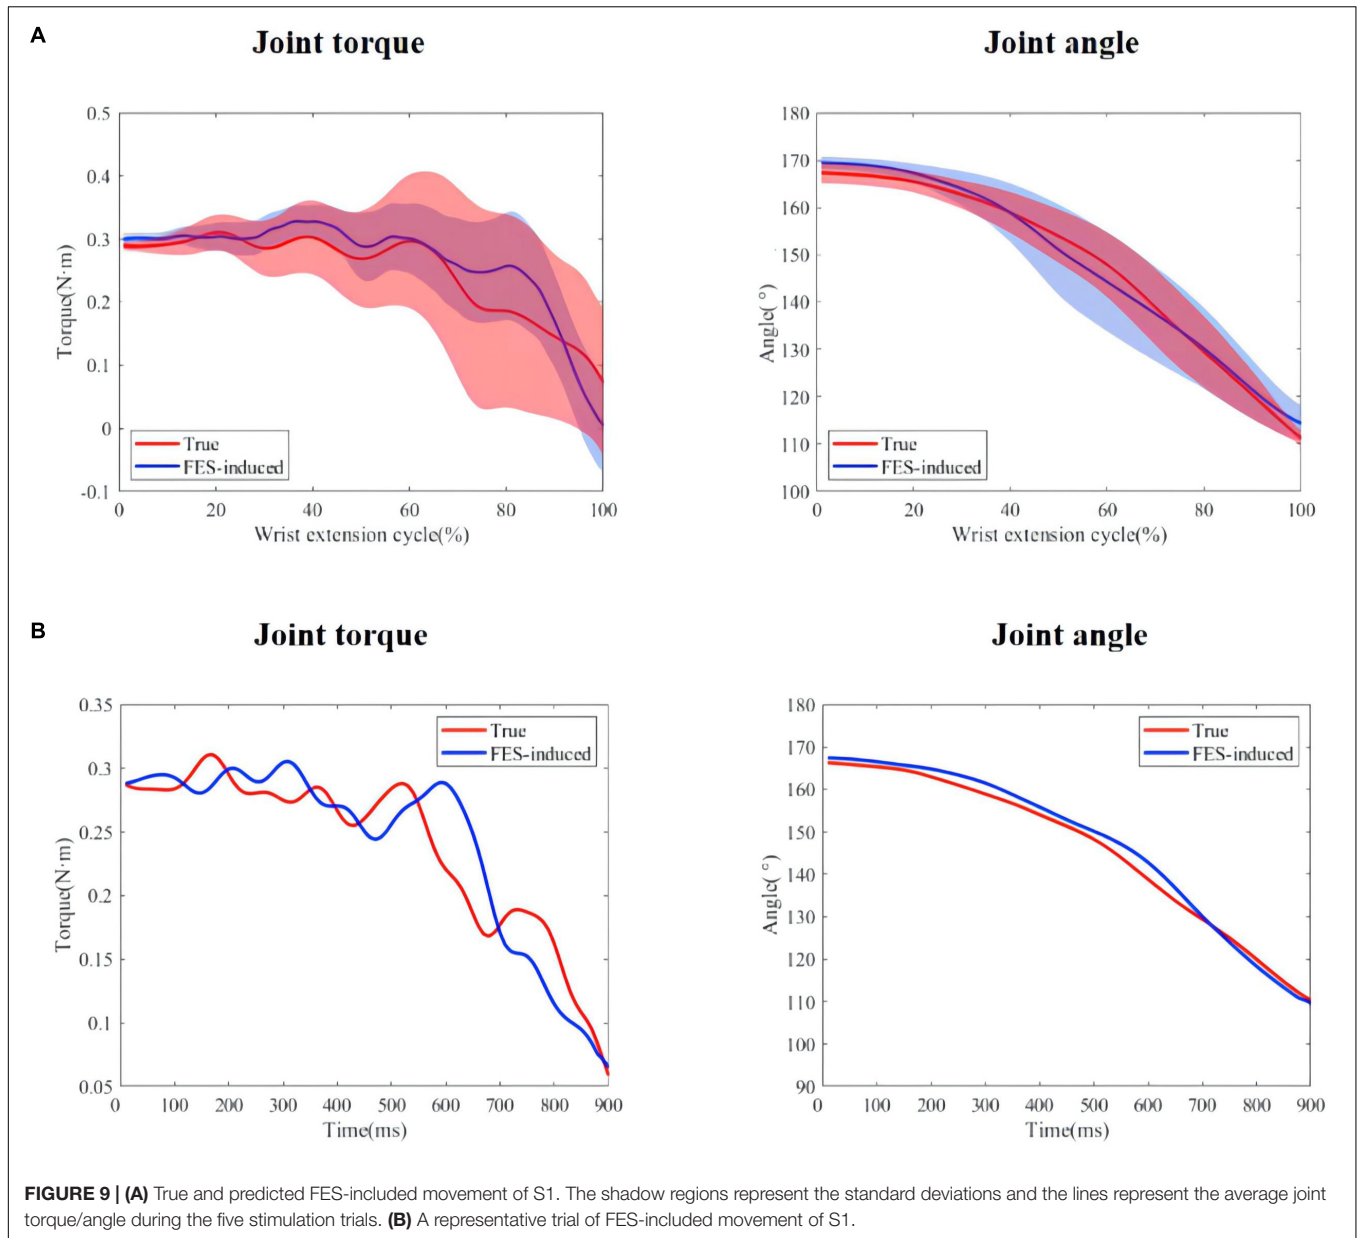 A
Joint torque
Joint angle
0.5
0.4
0.3
0.2
0.1
0
-0.1
Torque(N·m)
True
FES-induced
0 20 40 60 80 100
Wrist extension cycle(%)
180
170
160
150
140
130
120
110
100
Angle(°)
True
FES-induced
0 20 40 60 80 100
Wrist extension cycle(%)
B
Joint torque
Joint angle
0.35
0.3
0.25
0.2
0.15
0.1
0.05
Torque(N·m)
True
FES-induced
0 100 200 300 400 500 600 700 800 900
Time(ms)
180
170
160
150
140
130
120
110
100
90
Angle(°)
True
FES-induced
0 100 200 300 400 500 600 700 800 900
Time(ms)
FIGURE 9 | (A) True and predicted FES-included movement of S1. The shadow regions represent the standard deviations and the lines represent the average joint
torque/angle during the five stimulation trials. (B) A representative trial of FES-included movement of S1.